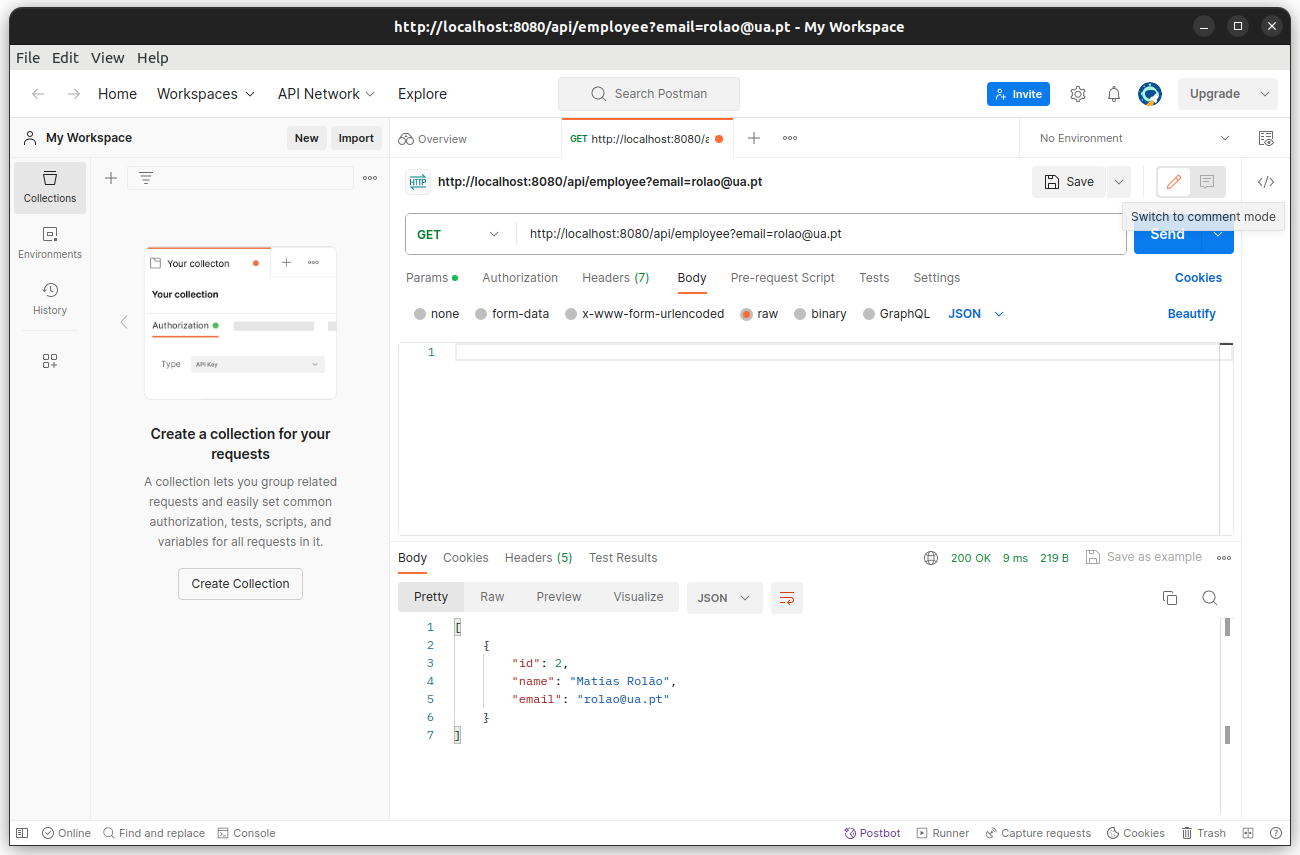 http://localhost:8080/api/employee?email=rolao@ua.pt - My Workspace
File Edit View Help
Home Workspaces API Network Explore Search Postman Invite Upgrade
My Workspace New Import Overview GET http://localhost:8080/a No Environment
Collections
Environments
History
Your collecton
Your collection
Authorization
Type API Key
Create a collection for your
requests
A collection lets you group related
requests and easily set common
authorization, tests, scripts, and
variables for all requests in it.
Create Collection
HTTP http://localhost:8080/api/employee?email=rolao@ua.pt Save
Switch to comment mode
GET http://localhost:8080/api/employee?email=rolao@ua.pt Send
Params Authorization Headers (7) Body Pre-request Script Tests Settings Cookies
none form-data x-www-form-urlencoded raw binary GraphQL JSON Beautify
1
Body Cookies Headers (5) Test Results 200 OK 9 ms 219 B Save as example
Pretty Raw Preview Visualize JSON
1 [
2 {
3 "id": 2,
4 "name": "Matias Rolão",
5 "email": "rolao@ua.pt"
6 }
7 ]
Online Find and replace Console Postbot Runner Capture requests Cookies Trash